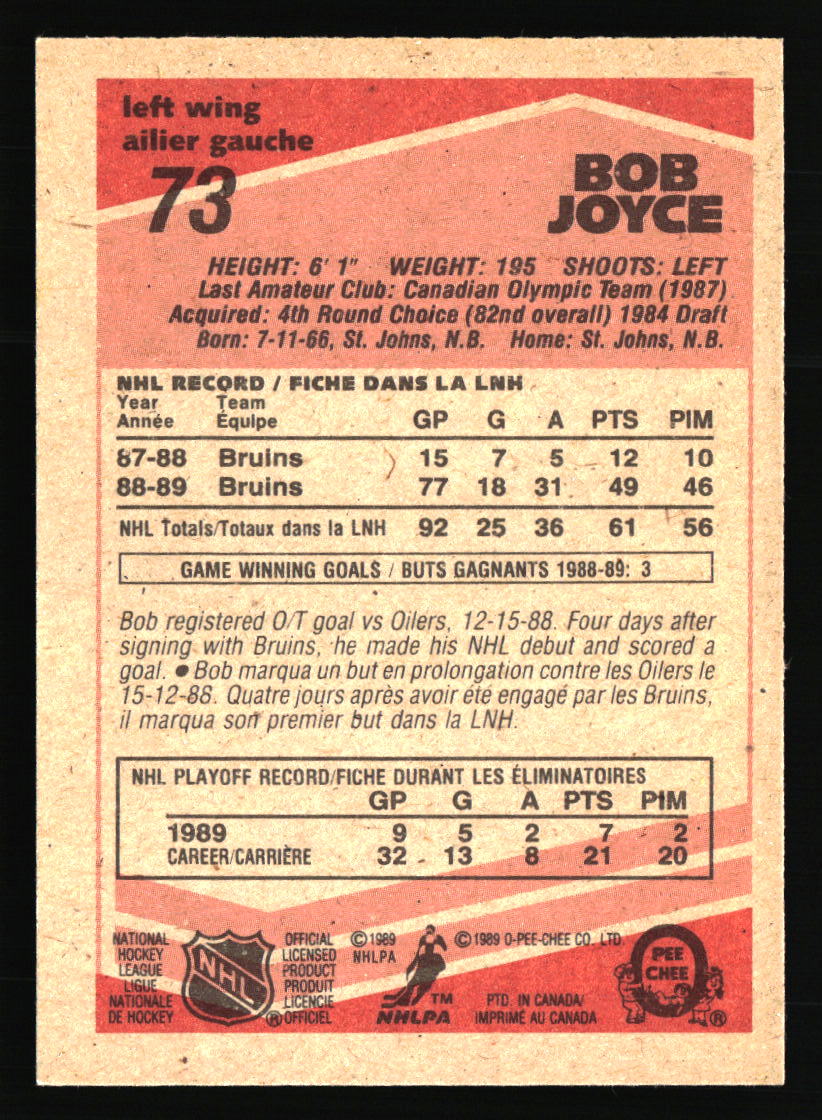 left wing
ailier gauche
73
BOB
JOYCE
HEIGHT: 6' 1" WEIGHT: 195 SHOOTS: LEFT
Last Amateur Club: Canadian Olympic Team (1987)
Acquired: 4th Round Choice (82nd overall) 1984 Draft
Born: 7-11-66, St. Johns, N.B. Home: St. Johns, N.B.
NHL RECORD / FICHE DANS LA LNH
Year Team
Année Équipe GP G A PTS PIM
87-88 Bruins 15 7 5 12 10
88-89 Bruins 77 18 31 49 46
NHL Totals/Totaux dans la LNH 92 25 36 61 56
GAME WINNING GOALS / BUTS GAGNANTS 1988-89: 3
Bob registered O/T goal vs Oilers, 12-15-88. Four days after
signing with Bruins, he made his NHL debut and scored a
goal. ● Bob marqua un but en prolongation contre les Oilers le
15-12-88. Quatre jours après avoir été engagé par les Bruins,
il marqua son premier but dans la LNH.
NHL PLAYOFF RECORD/FICHE DURANT LES ÉLIMINATOIRES
GP G A PTS PIM
1989 9 5 2 7 2
CAREER/CARRIÈRE 32 13 8 21 20
NATIONAL
HOCKEY
LEAGUE
LIGUE
NATIONALE
DE HOCKEY
NHL
®
OFFICIAL
LICENSED
PRODUCT
PRODUIT
LICENCIE
OFFICIEL
© 1989
NHLPA
TM
NHLPA
© 1989 O-PEE-CHEE CO. LTD.
PTD. IN CANADA/
IMPRIMÉ AU CANADA
O
PEE
CHEE
®